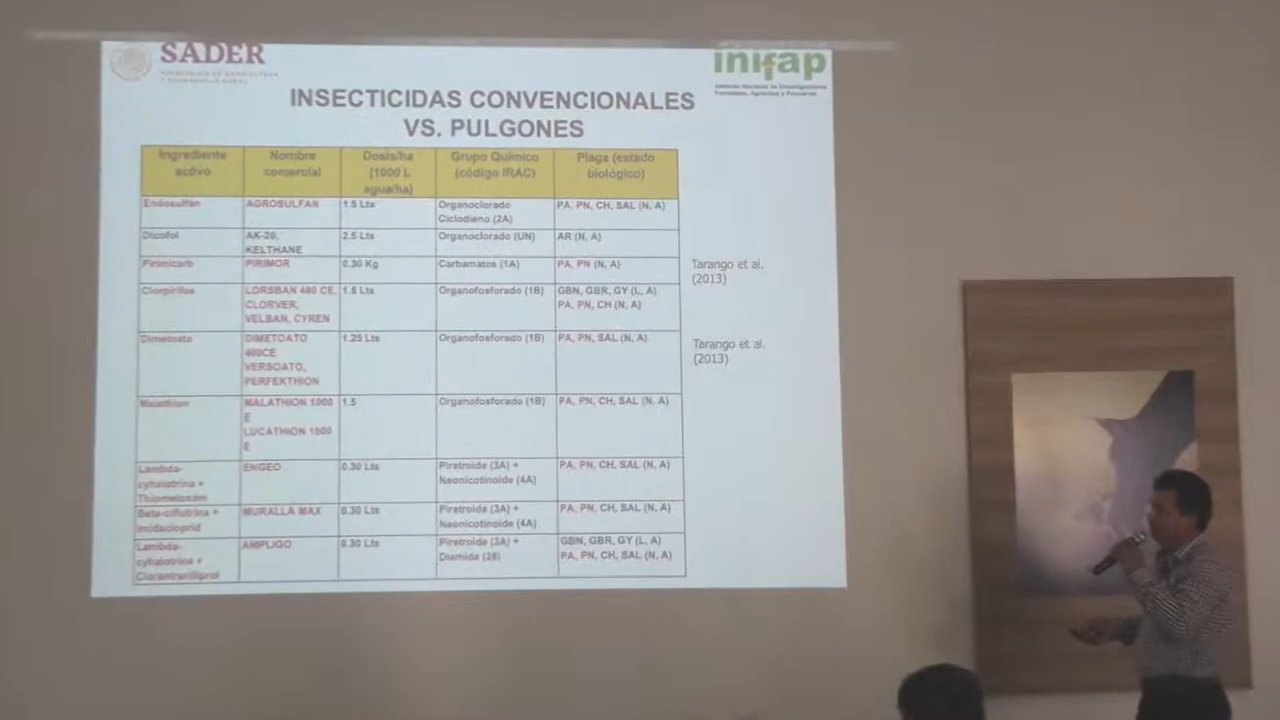 SADER
inifap
INSECTICIDAS CONVENCIONALES
VS. PULGONES
Ingrediente activo
Nombre comercial
Dosis/ha (1000 L agua/ha)
Grupo Químico (código IRAC)
Plaga (estado biológico)
Endosulfan
AGROSULFAN
1.5 Lts
Organoclorado Ciclodieno (2A)
PA, PN, CH, SAL (N, A)
Dicofol
AK-20, KELTHANE
2.5 Lts
Organoclorado (UN)
AR (N, A)
Pirimicarb
PIRIMOR
0.30 Kg
Carbamatos (1A)
PA, PN (N, A)
Tarango et al.
(2013)
Clorpirifos
LORSBAN 480 CE,
CLORVER,
VELBAN, CYREN
1.5 Lts
Organofosforado (1B)
GBN, GBR, GY (L, A)
PA, PN, CH (N, A)
Dimetoato
DIMETOATO
400CE
VERSOATO,
PERFEKTHION
1.25 Lts
Organofosforado (1B)
PA, PN, SAL (N, A)
Tarango et al.
(2013)
Malathion
MALATHION 1000
E
LUCATHION 1000
E
1.5
Organofosforado (1B)
PA, PN, CH, SAL (N, A)
Lambda-
cyhalotrina +
Thiometoxam
ENGEO
0.30 Lts
Piretroide (3A) +
Neonicotinoide (4A)
PA, PN, CH, SAL (N, A)
Beta-ciflutrina +
Imidacloprid
MURALLA MAX
0.30 Lts
Piretroide (3A) +
Neonicotinoide (4A)
PA, PN, CH, SAL (N, A)
Lambda-
cyhalotrina +
Clorantraniliprol
AMPLIGO
0.30 Lts
Piretroide (3A) +
Diamida (28)
GBN, GBR, GY (L, A)
PA, PN, CH, SAL (N, A)